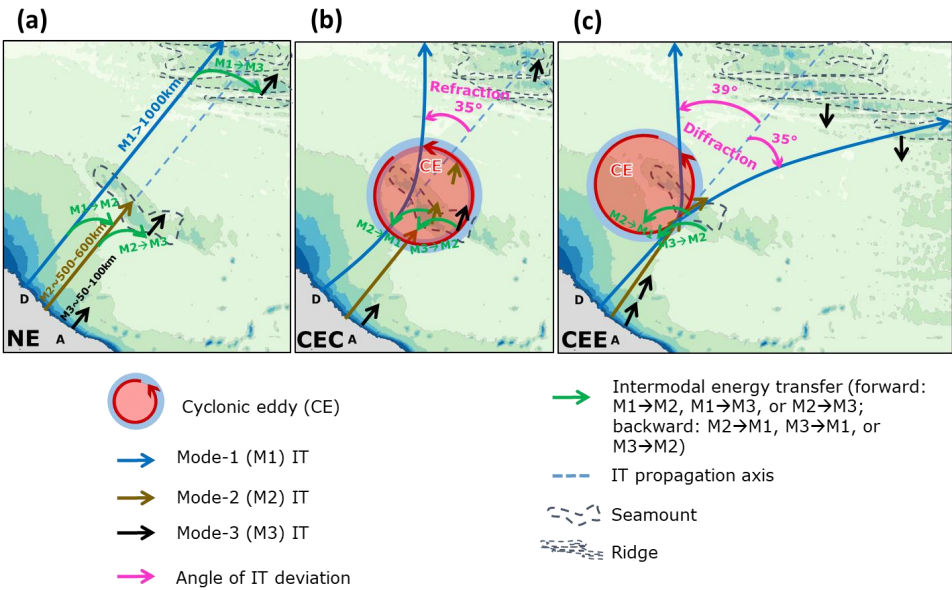 (a)
(b)
(c)
M1→M3
M1>1000km
M1→M2
M2→M3
M2~500-600km
M3~50-100km
D
A
NE
Refraction
35°
CE
M2→M1
M3→M2
D
A
CEC
39°
35°
Diffraction
CE
M3→M2
D
A
CEE
Cyclonic eddy (CE)
Mode-1 (M1) IT
Mode-2 (M2) IT
Mode-3 (M3) IT
Angle of IT deviation
Intermodal energy transfer (forward:
M1→M2, M1→M3, or M2→M3;
backward: M2→M1, M3→M1, or
M3→M2)
IT propagation axis
Seamount
Ridge